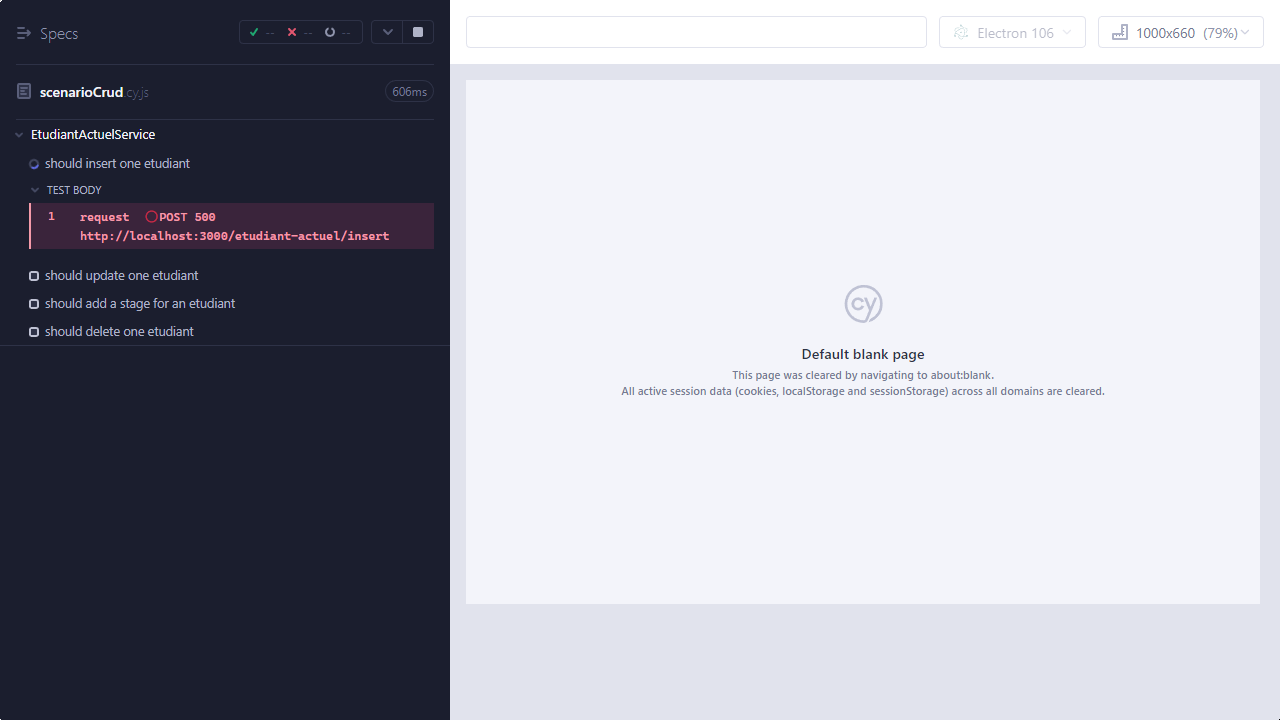 Specs
-- -- --
scenarioCrud.cy.js 606ms
EtudiantActuelService
should insert one etudiant
TEST BODY
1 request POST 500
http://localhost:3000/etudiant-actuel/insert
should update one etudiant
should add a stage for an etudiant
should delete one etudiant
Electron 106
1000x660 (79%)
cy
Default blank page
This page was cleared by navigating to about:blank.
All active session data (cookies, localStorage and sessionStorage) across all domains are cleared.